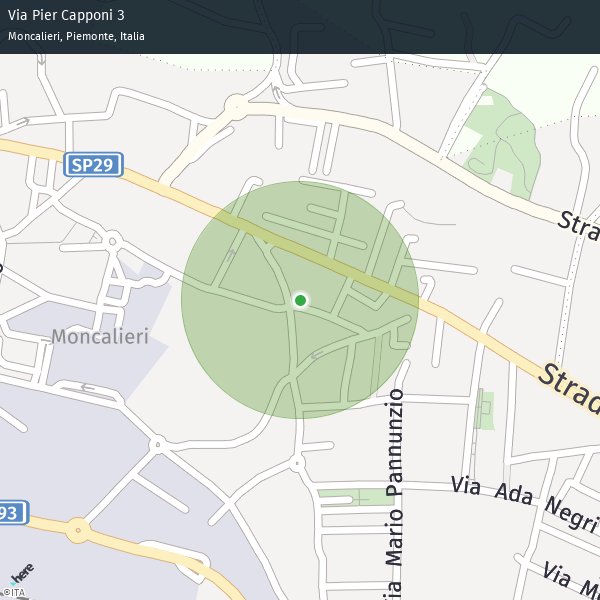 Via Pier Capponi 3
Moncalieri, Piemonte, Italia
SP29
Stra
Moncalieri
Strad
Via Mario Pannunzio
Via Ada Negri
93
Via M
here
©ITA